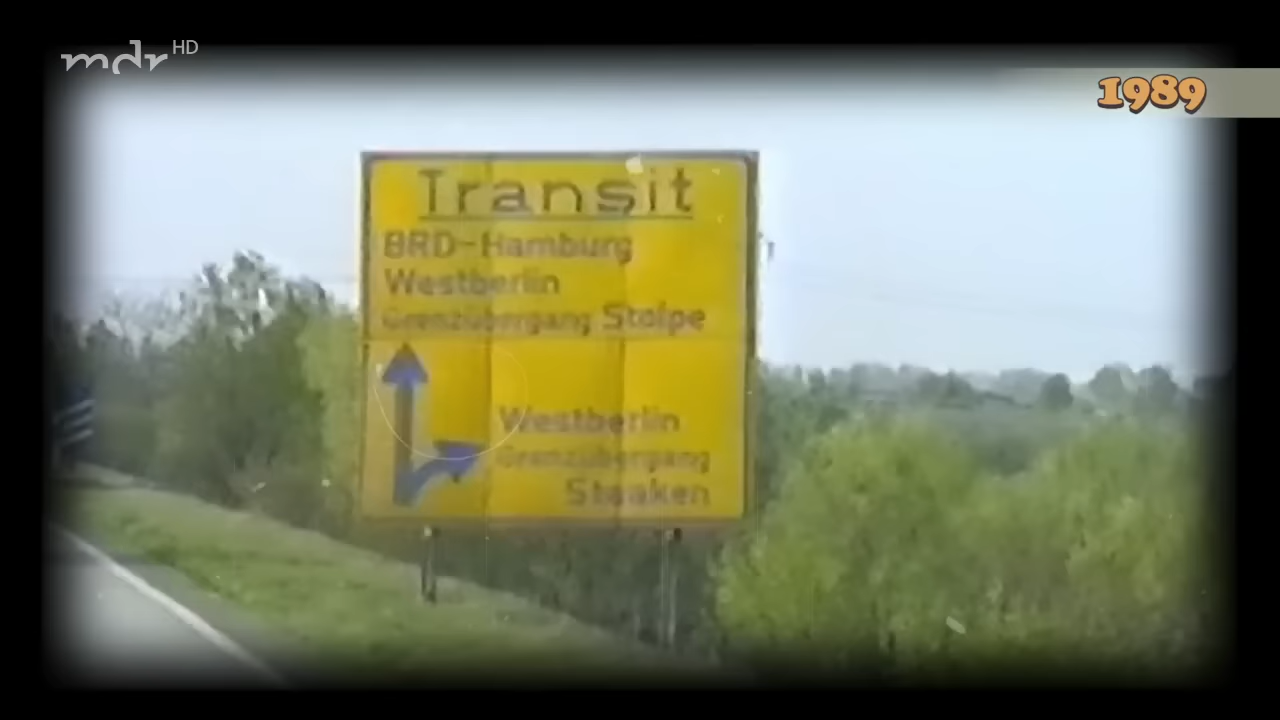 mdr HD
1989
Transit
BRD-Hamburg
Westberlin
Grenzübergang Stolpe
Westberlin
Grenzübergang
Staaken